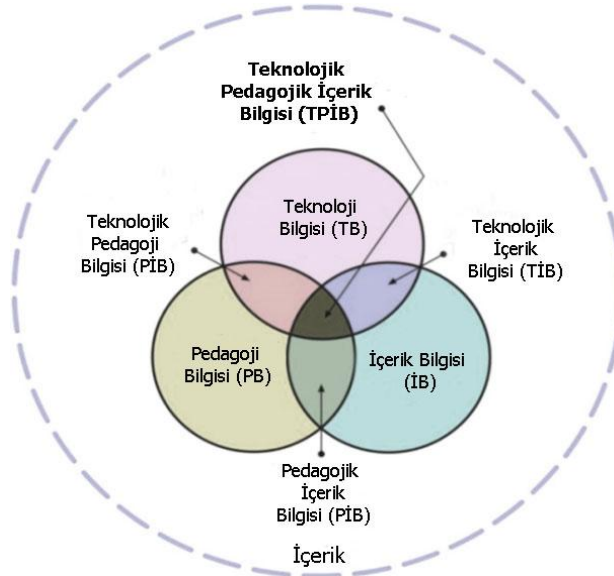 Teknolojik
Pedagojik İçerik
Bilgisi (TPİB)
Teknoloji
Bilgisi (TB)
Teknolojik
Pedagoji
Bilgisi (PİB)
Teknolojik
İçerik
Bilgisi (TİB)
Pedagoji
Bilgisi (PB)
İçerik Bilgisi
(İB)
Pedagojik
İçerik
Bilgisi (PİB)
İçerik